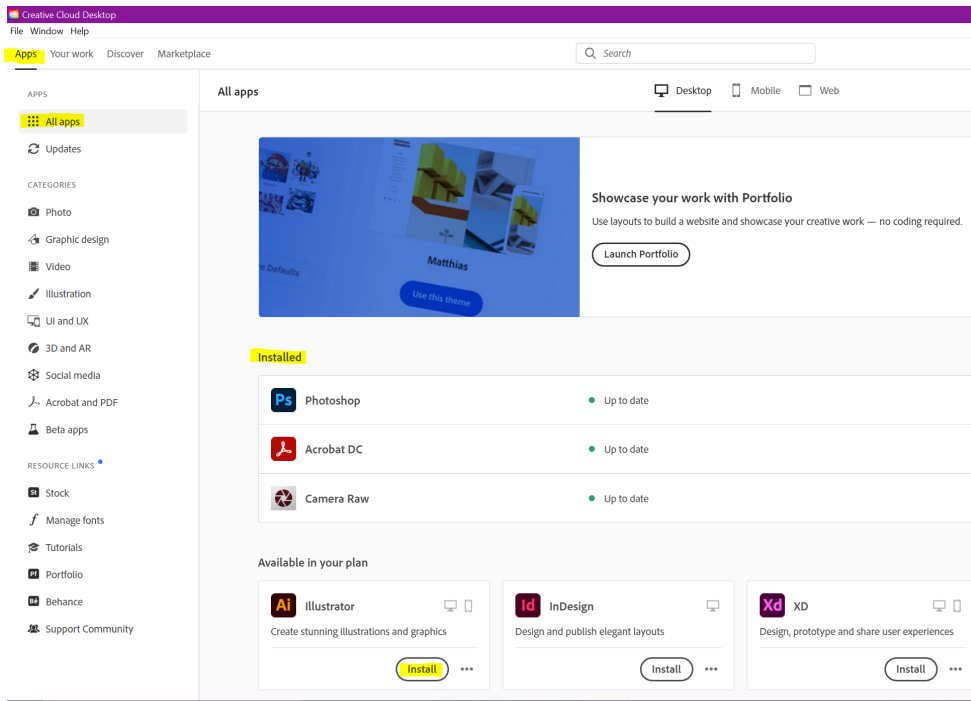 Creative Cloud Desktop
File Window Help
Apps Your work Discover Marketplace
Search
APPS
All apps
Updates
CATEGORIES
Photo
Graphic design
Video
Illustration
UI and UX
3D and AR
Social media
Acrobat and PDF
Beta apps
RESOURCE LINKS
St Stock
Manage fonts
Tutorials
Pf Portfolio
Bē Behance
Support Community
All apps
Desktop Mobile Web
Matthias
Use this theme
Defaults
Showcase your work with Portfolio
Use layouts to build a website and showcase your creative work — no coding required.
Launch Portfolio
Installed
Ps Photoshop Up to date
Acrobat DC Up to date
Camera Raw Up to date
Available in your plan
Ai Illustrator
Create stunning illustrations and graphics
Install
Id InDesign
Design and publish elegant layouts
Install
Xd XD
Design, prototype and share user experiences
Install